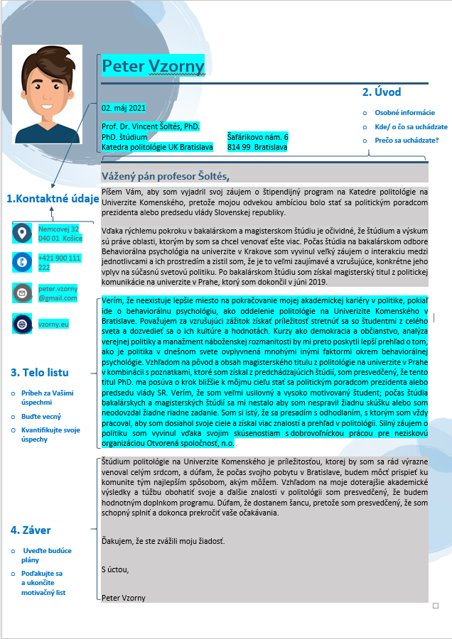 Peter Vzorny
2. Úvod
02. máj 2021
Osobné informácie
Prof. Dr. Vincent Šoltés, PhD.
Kde/ o čo sa uchádzate
PhD. štúdium
Šafárikovo nám. 6
Prečo sa uchádzate?
Katedra politológie UK Bratislava
814 99 Bratislava
Vážený pán profesor Šoltés,
Píšem Vám, aby som vyjadril svoj záujem o štipendijný program na Katedre politológie na
Univerzite Komenského, pretože mojou odvekou ambíciou bolo stať sa politickým poradcom
prezidenta alebo predsedu vlády Slovenskej republiky.
1.Kontaktné údaje
Nemcovej 32
040 01 Košice
+421 900 111
222
peter.vzorny
@gmail.com
vzorny.eu
Vďaka rýchlemu pokroku v bakalárskom a magisterskom štúdiu je očividné, že štúdium a výskum
sú práve oblasti, ktorým by som sa chcel venovať ešte viac. Počas štúdia na bakalárskom odbore
Behaviorálna psychológia na univerzite v Krakove som vyvinul veľký záujem o interakciu medzi
jednotlivcami a ich prostredím a zistil som, že je to veľmi zaujímavé a vzrušujúce, konkrétne jeho
vplyv na súčasnú svetovú politiku. Po bakalárskom štúdiu som získal magisterský titul z politickej
komunikácie na univerzite v Prahe, ktorý som dokončil v júni 2019.
Verím, že neexistuje lepšie miesto na pokračovanie mojej akademickej kariéry v politike, pokiaľ
ide o behaviorálnu psychológiu, ako oddelenie politológie na Univerzite Komenského v
Bratislave. Považujem za vzrušujúci zážitok získať príležitosť stretnúť sa so študentmi z celého
sveta a dozvedieť sa o ich kultúre a hodnotách. Kurzy ako demokracia a občianstvo, analýza
verejnej politiky a manažment náboženskej rozmanitosti by mi preto poskytli lepší prehľad o tom,
ako je politika v dnešnom svete ovplyvnená mnohými inými faktormi okrem behaviorálnej
psychológie. Vzhľadom na pôvod a obsah magisterského titulu z politológie na univerzite v Prahe
v kombinácii s poznatkami, ktoré som získal z predchádzajúcich štúdií, som presvedčený, že tento
titul PhD. ma posúva o krok bližšie k môjmu cieľu stať sa politickým poradcom prezidenta alebo
predsedu vlády SR. Verím, že som veľmi usilovný a vysoko motivovaný študent; počas štúdia
bakalárskych a magisterských štúdií sa mi nestalo aby som nespravil žiadnu skúšku alebo som
neodovzdal žiadne riadne zadanie. Som si istý, že sa presadím s odhodlaním, s ktorým som vždy
pracoval, aby som dosiahol svoje ciele a získal viac znalostí a prehľad v politológii. Silný záujem o
politiku som vyvinul vďaka svojim skúsenostiam s dobrovoľníckou prácou pre neziskovú
organizáciou Otvorená spoločnosť, n.o.
3. Telo listu
Príbeh za Vašimi
úspechmi
Buďte vecný
Kvantifikujte svoje
úspechy
Štúdium politológie na Univerzite Komenského je príležitosťou, ktorej by som sa rád výrazne
venoval celým srdcom, a dúfam, že počas svojho pobytu v Bratislave, budem môcť prispieť ku
komunite tým najlepším spôsobom, akým môžem. Vzhľadom na moje doterajšie akademické
výsledky a túžbu obohatiť svoje a ďalšie znalosti v politológii som presvedčený, že budem
hodnotným doplnkom programu. Dúfam, že dostanem šancu, pretože som presvedčený, že som
schopný splniť a dokonca prekročiť vaše očakávania.
4. Záver
Uveďte budúce
plány
Poďakujte sa
a ukončite
motivačný list
Ďakujem, že ste zvážili moju žiadosť.
S úctou,
Peter Vzorny